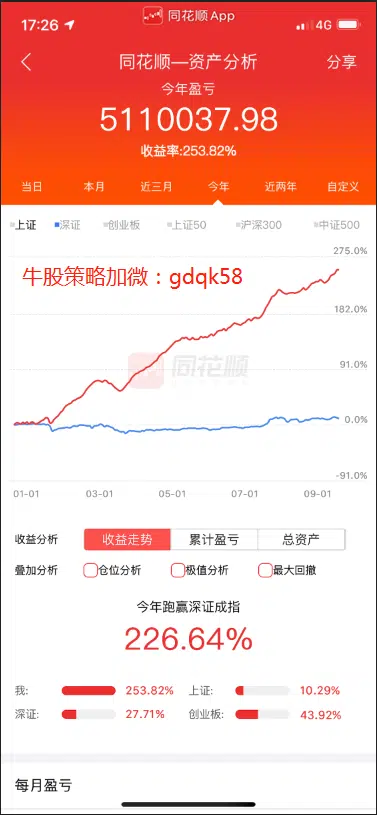 同花顺App
17:26
4G
同花顺—资产分析
分享
今年盈亏
5110037.98
收益率:253.82%
当日 本月 近三月 今年 近两年 自定义
上证 深证 创业板 上证50 沪深300 中证500
275.0%
牛股策略加微：gdqk58
182.0%
91.0%
同花顺
0.0%
-91.0%
01-01 03-01 05-01 07-01 09-01
收益分析 收益走势 累计盈亏 总资产
叠加分析 仓位分析 极值分析 最大回撤
今年跑赢深证成指
226.64%
我: 253.82% 上证: 10.29%
深证: 27.71% 创业板: 43.92%
每月盈亏